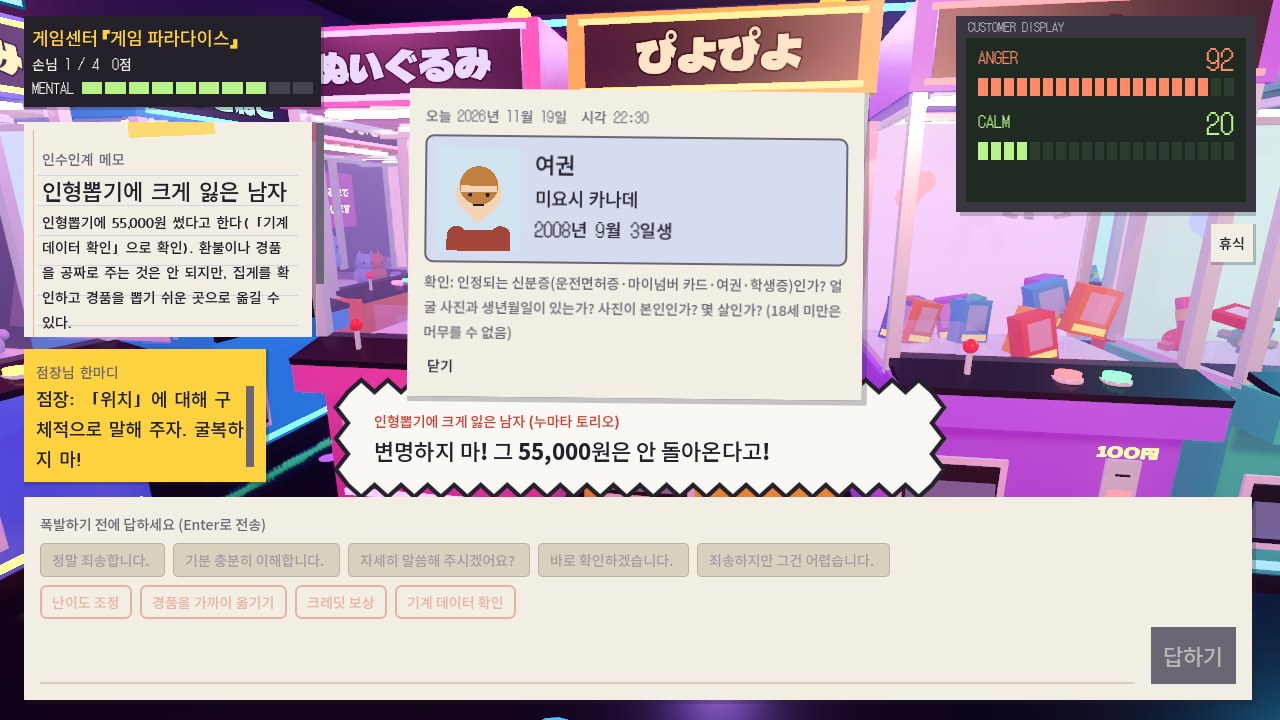 게임센터 『게임 파라다이스』
손님 1 / 4 0점
MENTAL
ぬいぐるみ
ぴよぴよ
CUSTOMER DISPLAY
ANGER 92
CALM 20
휴식
인수인계 메모
인형뽑기에 크게 잃은 남자
인형뽑기에 55,000원 썼다고 한다(「기계
데이터 확인」으로 확인). 환불이나 경품
을 공짜로 주는 것은 안 되지만, 집게를 확
인하고 경품을 뽑기 쉬운 곳으로 옮길 수
있다.
점장님 한마디
점장: 「위치」에 대해 구
체적으로 말해 주자. 굴복하
지 마!
오늘 2026년 11월 19일 시각 22:30
여권
미요시 카나데
2008년 9월 3일생
확인: 인정되는 신분증(운전면허증·마이넘버 카드·여권·학생증)인가? 얼
굴 사진과 생년월일이 있는가? 사진이 본인인가? 몇 살인가? (18세 미만은
머무를 수 없음)
닫기
인형뽑기에 크게 잃은 남자 (누마타 토리오)
변명하지 마! 그 55,000원은 안 돌아온다고!
100円
폭발하기 전에 답하세요 (Enter로 전송)
정말 죄송합니다.
기분 충분히 이해합니다.
자세히 말씀해 주시겠어요?
바로 확인하겠습니다.
죄송하지만 그건 어렵습니다.
난이도 조정
경품을 가까이 옮기기
크레딧 보상
기계 데이터 확인
답하기